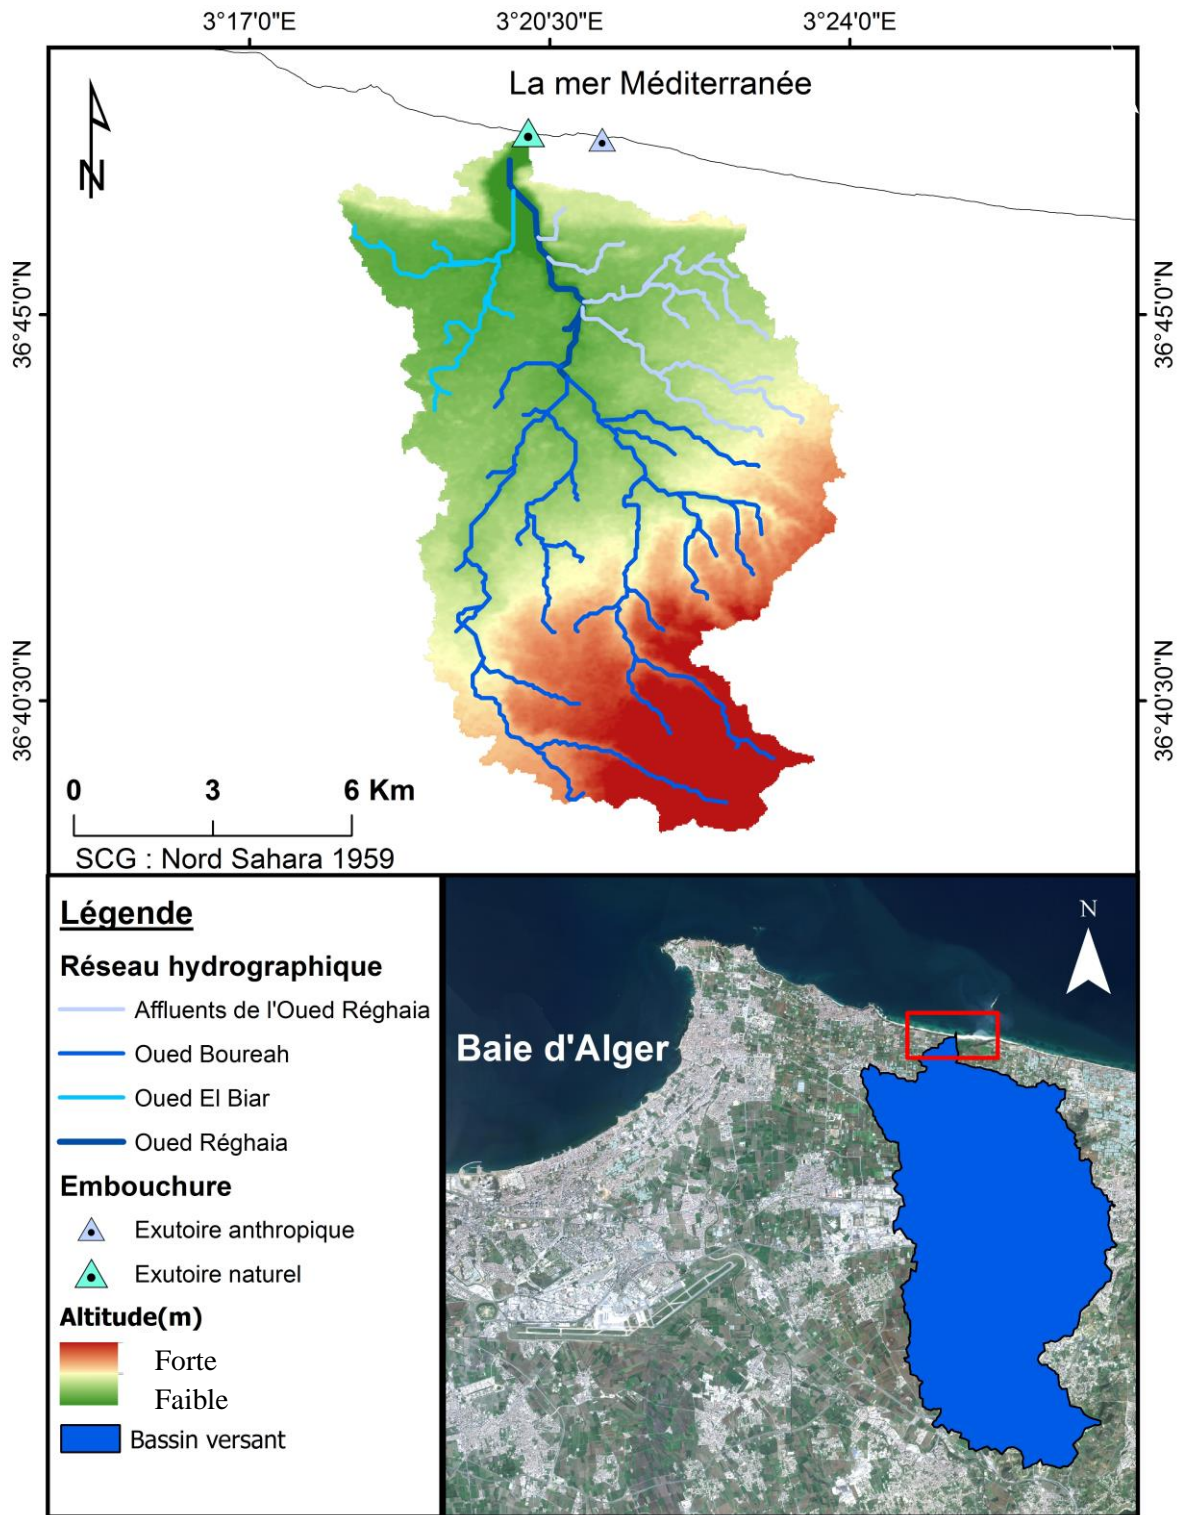 3°17'0"E 3°20'30"E 3°24'0"E
La mer Méditerranée
N
36°45'0"N 36°45'0"N
36°40'30"N 36°40'30"N
0 3 6 Km
SCG : Nord Sahara 1959
Légende
Réseau hydrographique
Affluents de l'Oued Réghaia
Oued Boureah
Oued El Biar
Oued Réghaia
Embouchure
Exutoire anthropique
Exutoire naturel
Altitude(m)
Forte
Faible
Bassin versant
N
Baie d'Alger